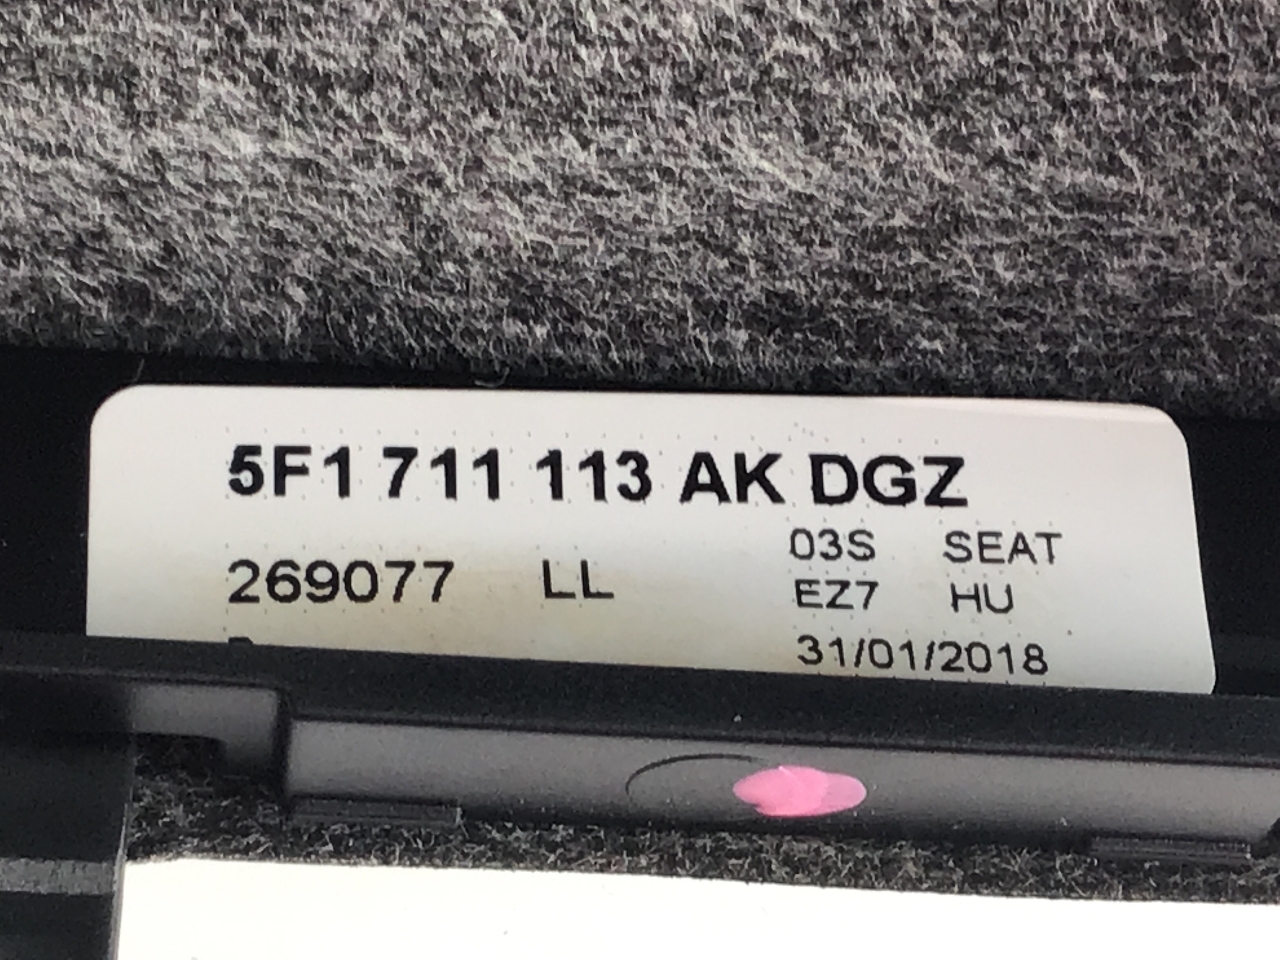 5F1 711 113 AK DGZ
03S SEAT
269077 LL EZ7 HU
31/01/2018